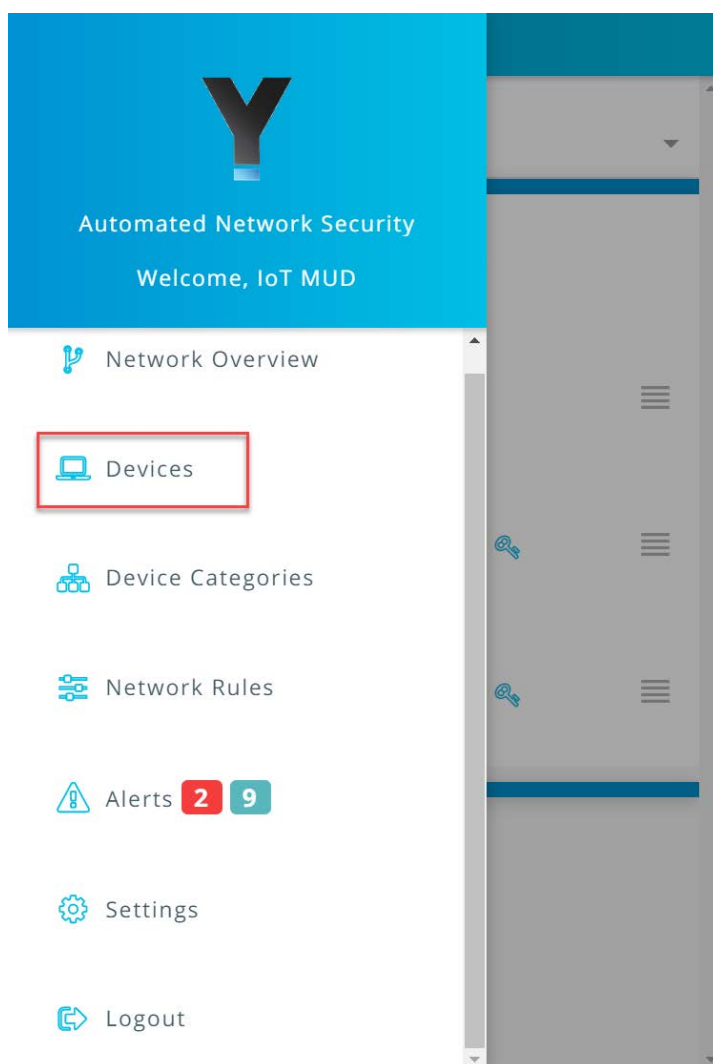 Y
Automated Network Security
Welcome, IoT MUD
Network Overview
Devices
Device Categories
Network Rules
Alerts 2 9
Settings
Logout